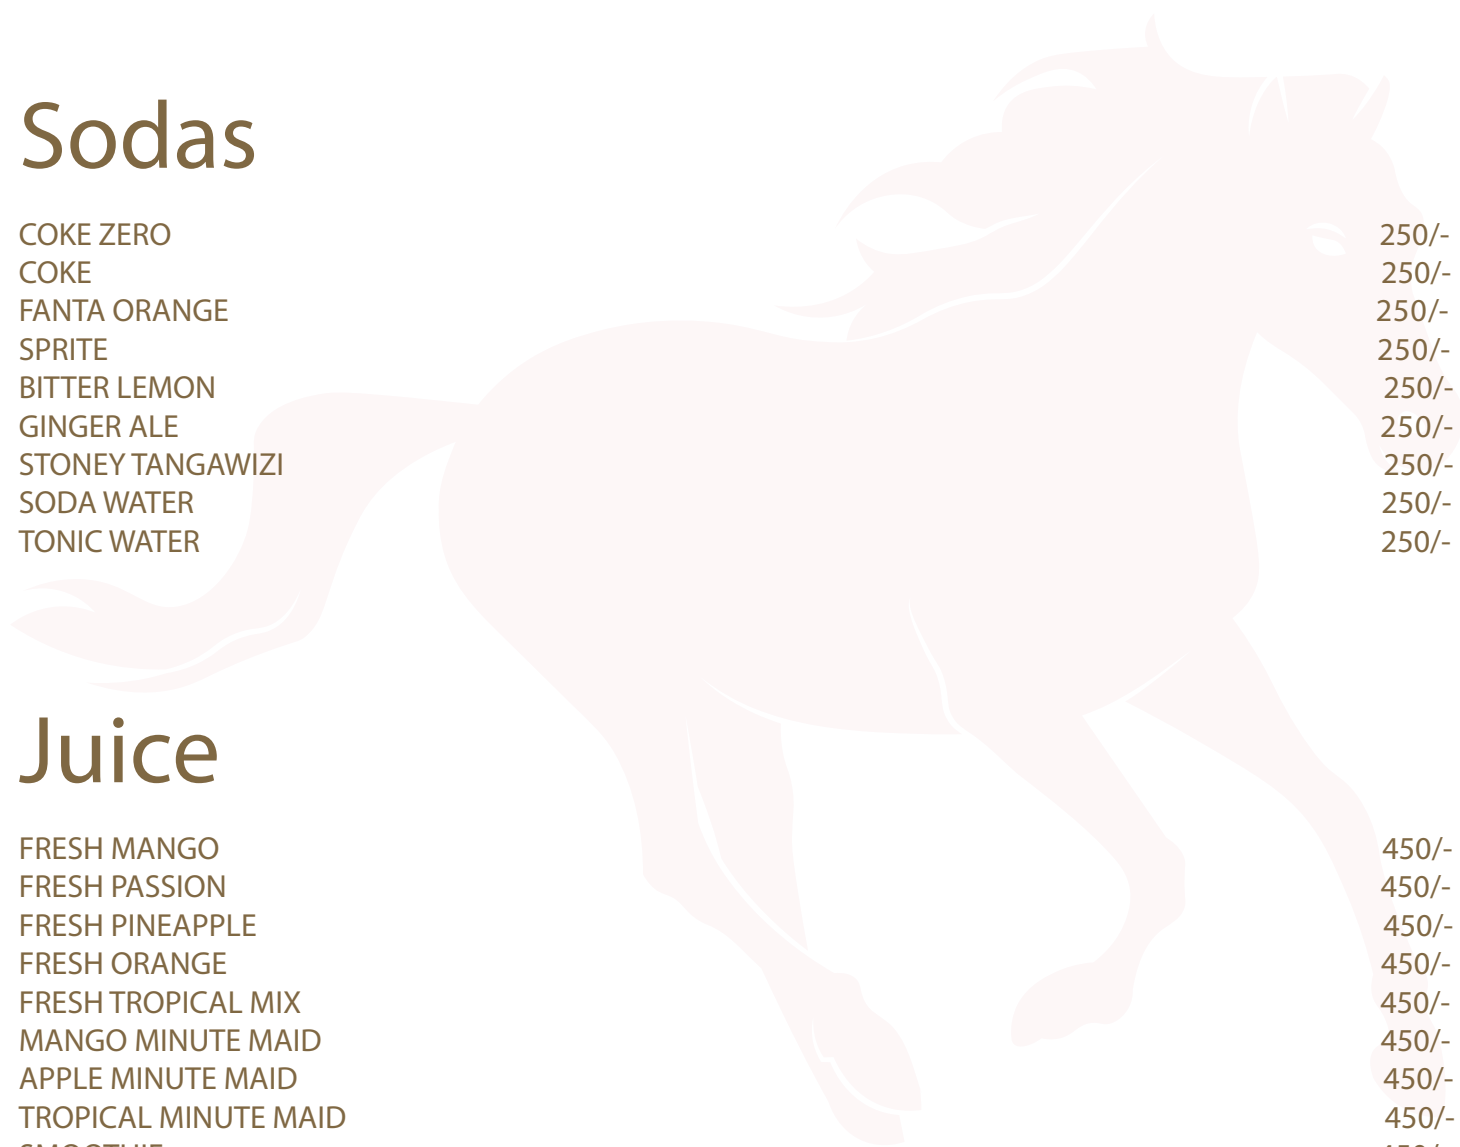 Sodas
COKE ZERO 250/-
COKE 250/-
FANTA ORANGE 250/-
SPRITE 250/-
BITTER LEMON 250/-
GINGER ALE 250/-
STONEY TANGAWIZI 250/-
SODA WATER 250/-
TONIC WATER 250/-
Juice
FRESH MANGO 450/-
FRESH PASSION 450/-
FRESH PINEAPPLE 450/-
FRESH ORANGE 450/-
FRESH TROPICAL MIX 450/-
MANGO MINUTE MAID 450/-
APPLE MINUTE MAID 450/-
TROPICAL MINUTE MAID 450/-
SMOOTHIE